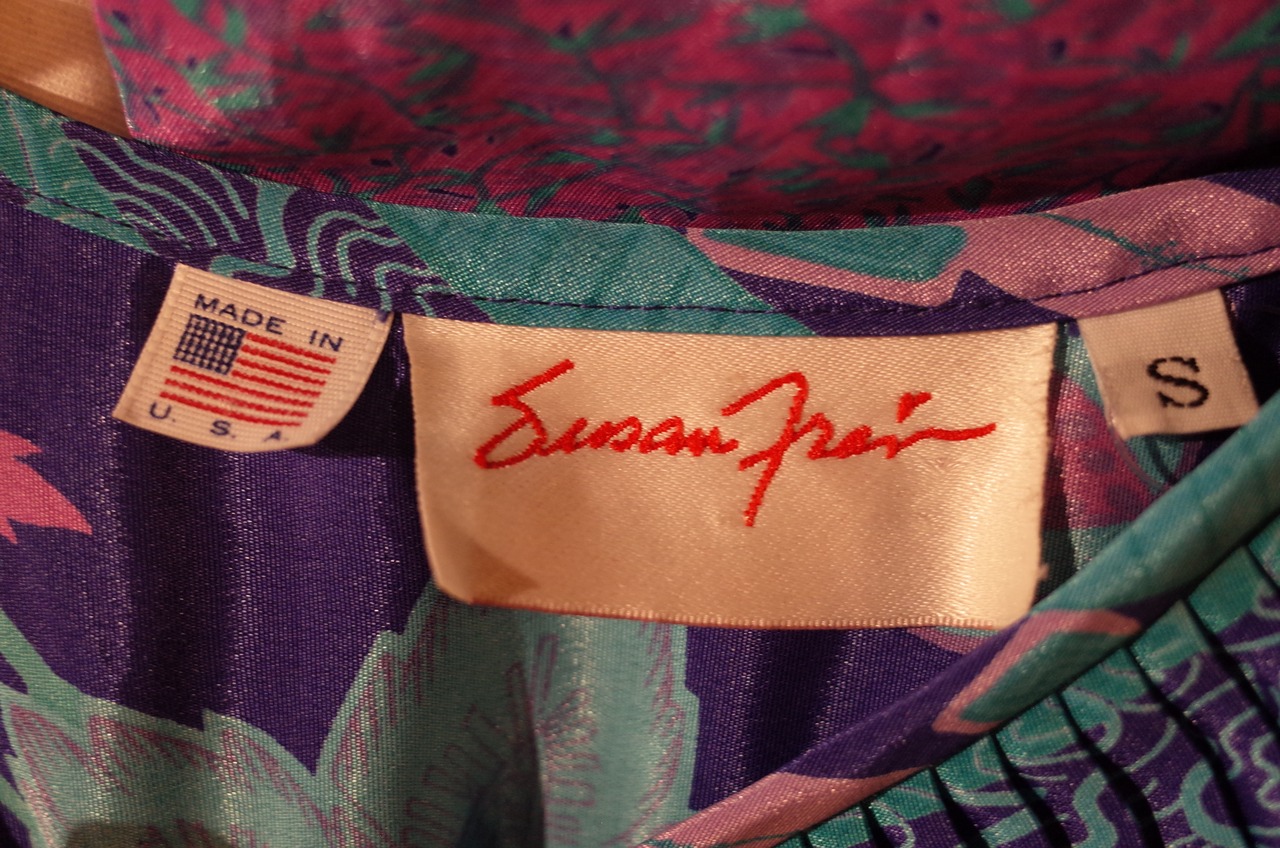 MADE IN
U. S. A.
Susan Freis
S